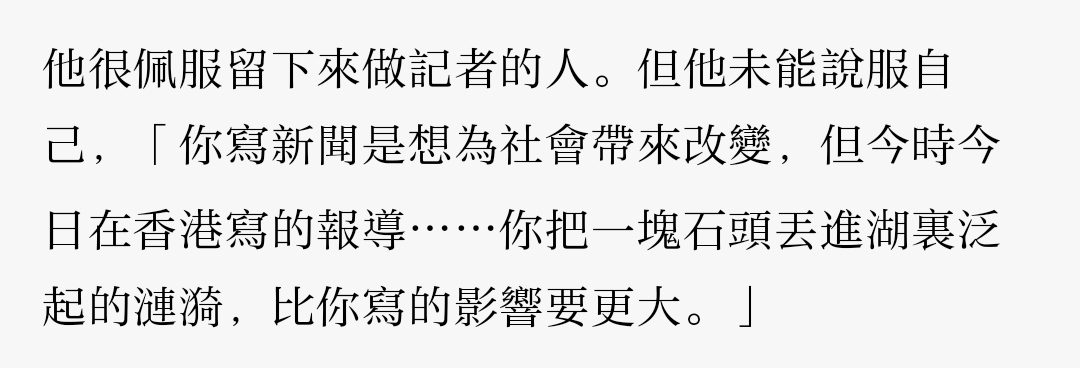 他很佩服留下來做記者的人。但他未能說服自
己，「你寫新聞是想為社會帶來改變，但今時今
日在香港寫的報導……你把一塊石頭丟進湖裏泛
起的漣漪，比你寫的影響要更大。」